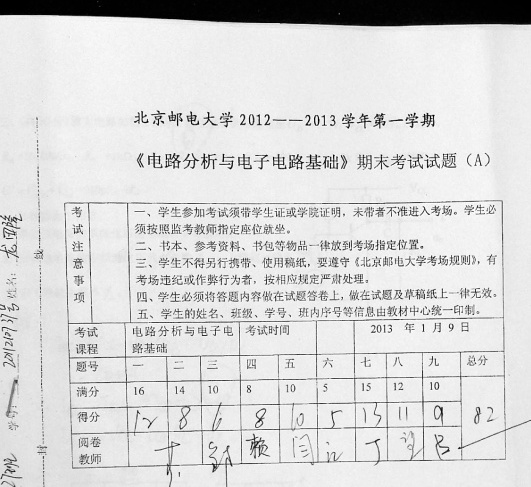 北京邮电大学 2012——2013 学年第一学期
《电路分析与电子电路基础》期末考试试题（A）
考试注意事项
一、学生参加考试须带学生证或学院证明，未带者不准进入考场。学生必
须按照监考教师指定座位就坐。
二、书本、参考资料、书包等物品一律放到考场指定位置。
三、学生不得另行携带、使用稿纸，要遵守《北京邮电大学考场规则》，有
考场违纪或作弊行为者，按相应规定严肃处理。
四、学生必须将答题内容做在试题答卷上，做在试题及草稿纸上一律无效。
五、学生的姓名、班级、学号、班内序号等信息由教材中心统一印制。
考试课程 电路分析与电子电路基础 考试时间 2013 年 1 月 9 日
题号 一 二 三 四 五 六 七 八 九 总分
满分 16 14 10 8 10 5 15 12 10
得分 12 8 6 8 10 5 13 11 9 82
阅卷教师 赖 闫 丁 吕
姓名：
学号：
线
封